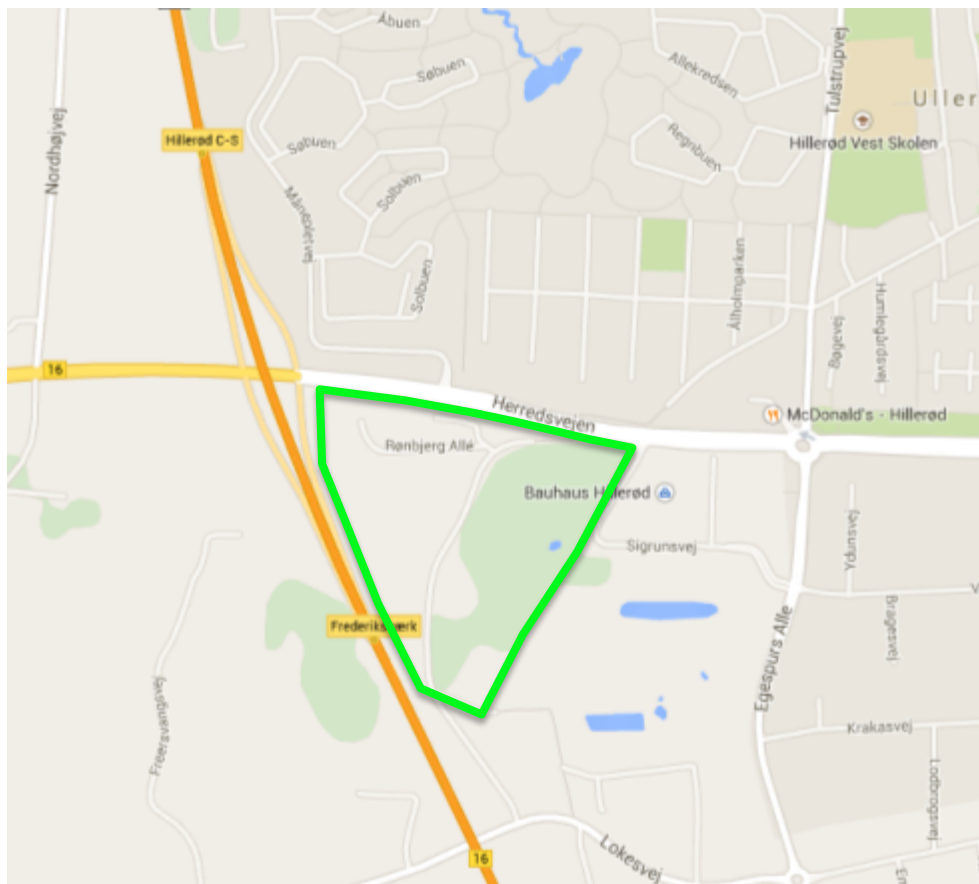 Åbuen
Søbuen
Allekredsen
Tulstrupvej
Uller
Nordhøjvej
Hillerød C-S
Søbuen
Regnbuen
Hillerød Vest Skolen
Solbuen
Månepletvej
Solbuen
Ålholmparken
Bøgevej
Humlegårdsvej
16
Herredsvejen
McDonald's - Hillerød
Rønbjerg Allé
Bauhaus Hillerød
Sigrunsvej
Ydunsvej
V
Bragesvej
Frederiksværk
Egespurs Alle
Freersvangsvej
Krakasvej
Lodbrogsvej
Lokesvej
16